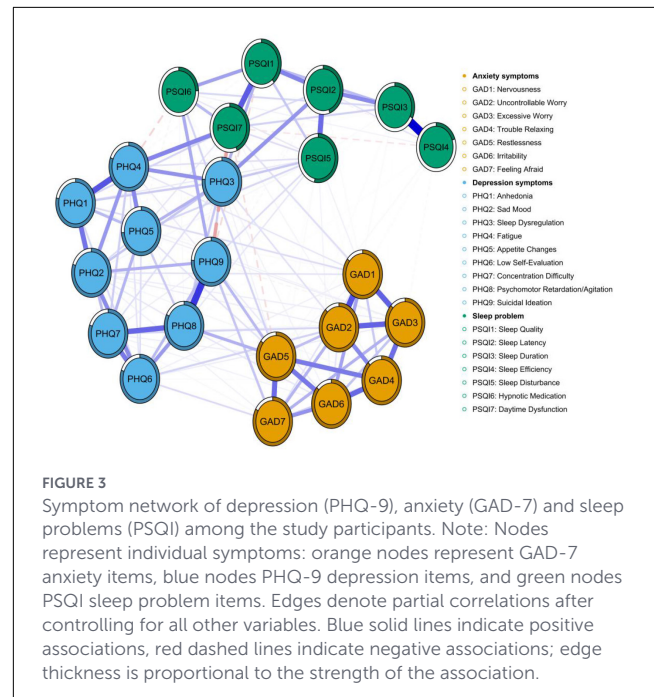 PSQI1
PSQI6
PSQI2
PSQI3
PSQI7
PSQI4
PSQI5
PHQ4
PHQ3
PHQ1
PHQ5
PHQ9
PHQ2
GAD1
PHQ7
PHQ8
GAD2
GAD3
GAD5
PHQ6
GAD4
GAD6
GAD7
Anxiety symptoms
GAD1: Nervousness
GAD2: Uncontrollable Worry
GAD3: Excessive Worry
GAD4: Trouble Relaxing
GAD5: Restlessness
GAD6: Irritability
GAD7: Feeling Afraid
Depression symptoms
PHQ1: Anhedonia
PHQ2: Sad Mood
PHQ3: Sleep Dysregulation
PHQ4: Fatigue
PHQ5: Appetite Changes
PHQ6: Low Self-Evaluation
PHQ7: Concentration Difficulty
PHQ8: Psychomotor Retardation/Agitation
PHQ9: Suicidal Ideation
Sleep problem
PSQI1: Sleep Quality
PSQI2: Sleep Latency
PSQI3: Sleep Duration
PSQI4: Sleep Efficiency
PSQI5: Sleep Disturbance
PSQI6: Hypnotic Medication
PSQI7: Daytime Dysfunction
FIGURE 3
Symptom network of depression (PHQ-9), anxiety (GAD-7) and sleep
problems (PSQI) among the study participants. Note: Nodes
represent individual symptoms: orange nodes represent GAD-7
anxiety items, blue nodes PHQ-9 depression items, and green nodes
PSQI sleep problem items. Edges denote partial correlations after
controlling for all other variables. Blue solid lines indicate positive
associations, red dashed lines indicate negative associations; edge
thickness is proportional to the strength of the association.